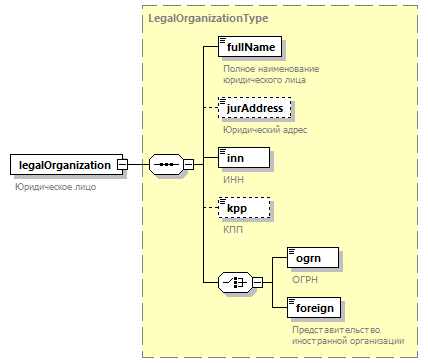 LegalOrganizationType
fullName
Полное наименование
юридического лица
jurAddress
Юридический адрес
legalOrganization
Юридическое лицо
inn
ИНН
kpp
КПП
ogrn
ОГРН
foreign
Представительство
иностранной организации